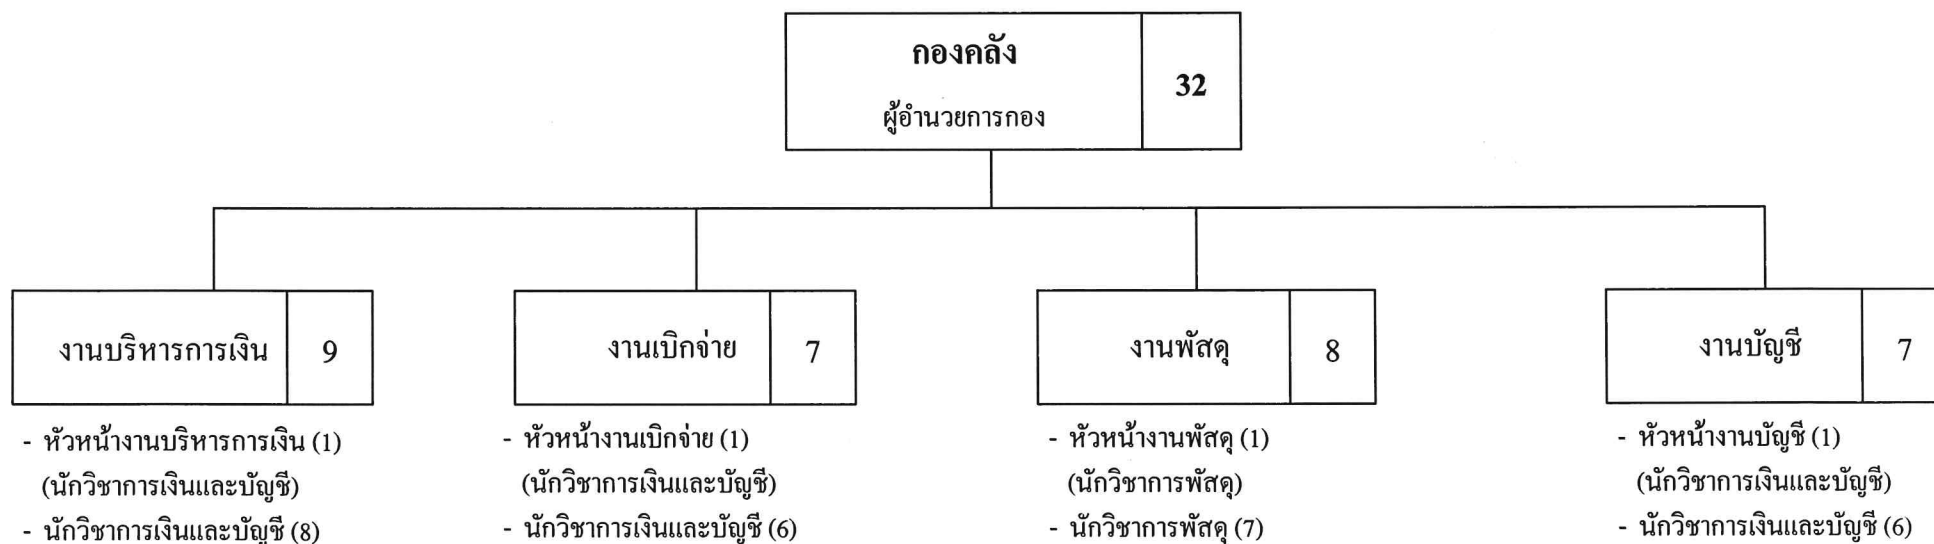 กองคลัง
ผู้อำนวยการกอง
32
งานบริหารการเงิน
9
- หัวหน้างานบริหารการเงิน (1)
(นักวิชาการเงินและบัญชี)
- นักวิชาการเงินและบัญชี (8)
งานเบิกจ่าย
7
- หัวหน้างานเบิกจ่าย (1)
(นักวิชาการเงินและบัญชี)
- นักวิชาการเงินและบัญชี (6)
งานพัสดุ
8
- หัวหน้างานพัสดุ (1)
(นักวิชาการพัสดุ)
- นักวิชาการพัสดุ (7)
งานบัญชี
7
- หัวหน้างานบัญชี (1)
(นักวิชาการเงินและบัญชี)
- นักวิชาการเงินและบัญชี (6)